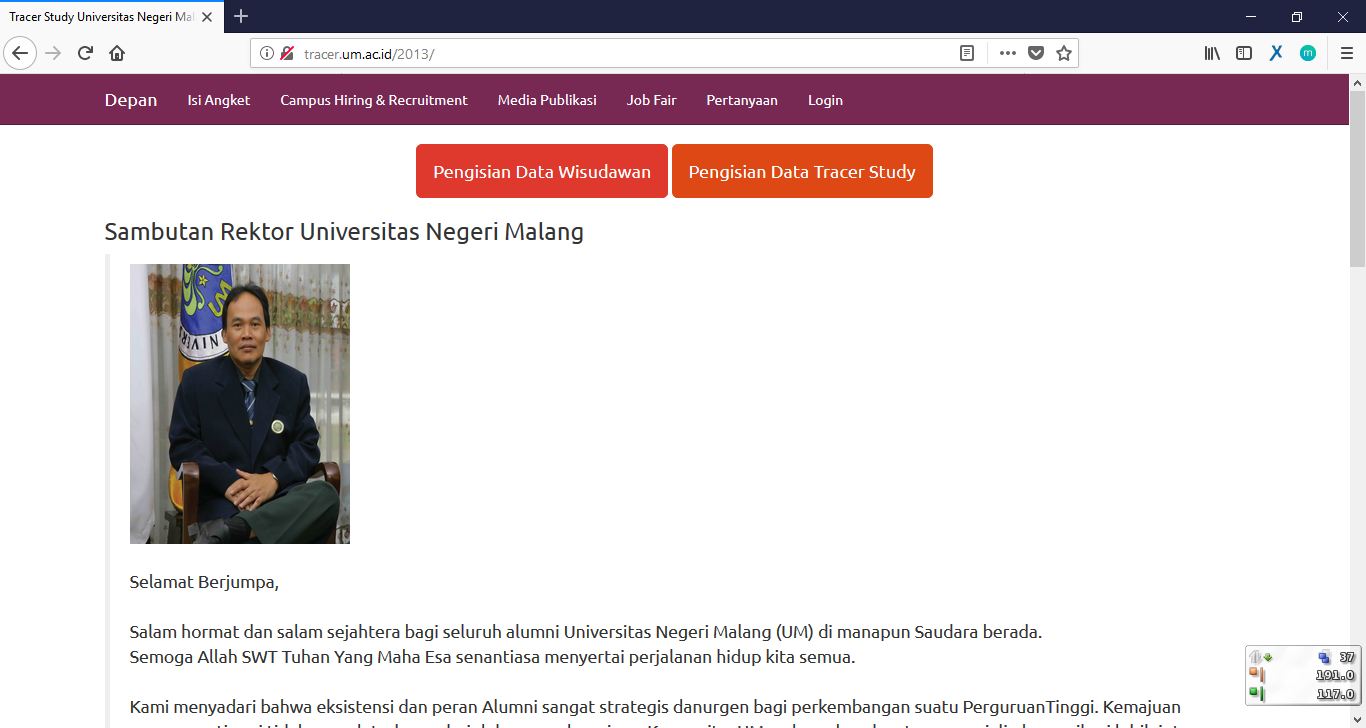 Tracer Study Universitas Negeri Mal
tracer.um.ac.id/2013/
Depan Isi Angket Campus Hiring & Recruitment Media Publikasi Job Fair Pertanyaan Login
Pengisian Data Wisudawan Pengisian Data Tracer Study
Sambutan Rektor Universitas Negeri Malang
Selamat Berjumpa,
Salam hormat dan salam sejahtera bagi seluruh alumni Universitas Negeri Malang (UM) di manapun Saudara berada.
Semoga Allah SWT Tuhan Yang Maha Esa senantiasa menyertai perjalanan hidup kita semua.
Kami menyadari bahwa eksistensi dan peran Alumni sangat strategis danurgen bagi perkembangan suatu PerguruanTinggi. Kemajuan
37
191.0
117.0